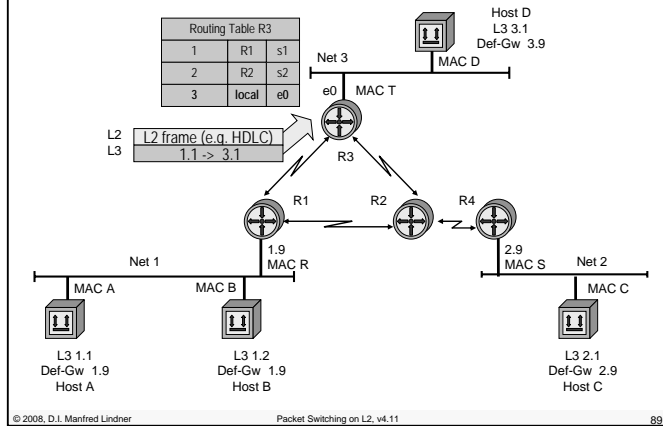 Routing Table R3
1 R1 s1
2 R2 s2
3 local e0
Host D
L3 3.1
Def-Gw 3.9
MAC D
Net 3
e0 MAC T
R3
L2 L2 frame (e.g. HDLC)
L3 1.1 -> 3.1
R1 R2 R4
1.9
MAC R
2.9
MAC S
Net 1
Net 2
MAC A
MAC B
MAC C
L3 1.1
Def-Gw 1.9
Host A
L3 1.2
Def-Gw 1.9
Host B
L3 2.1
Def-Gw 2.9
Host C
© 2008, D.I. Manfred Lindner
Packet Switching on L2, v4.11
89